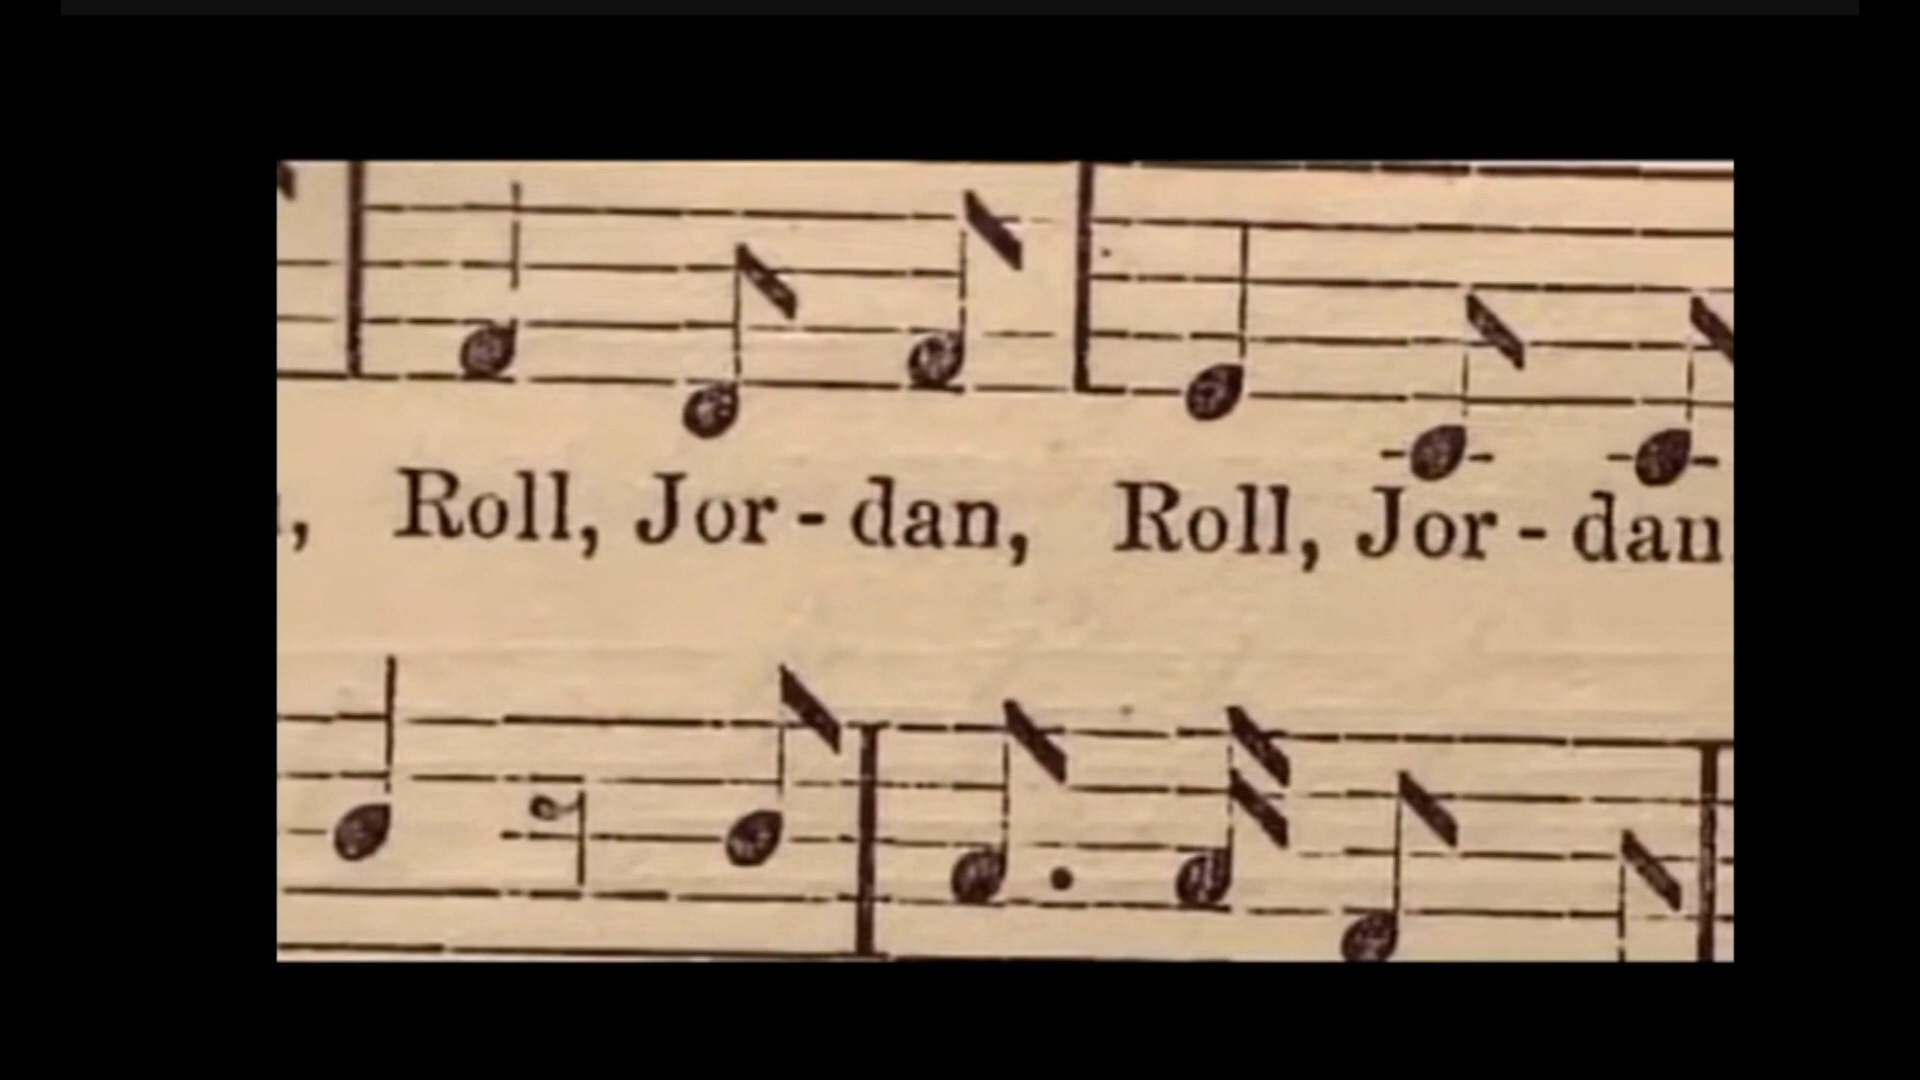 , Roll, Jor - dan, Roll, Jor - dan